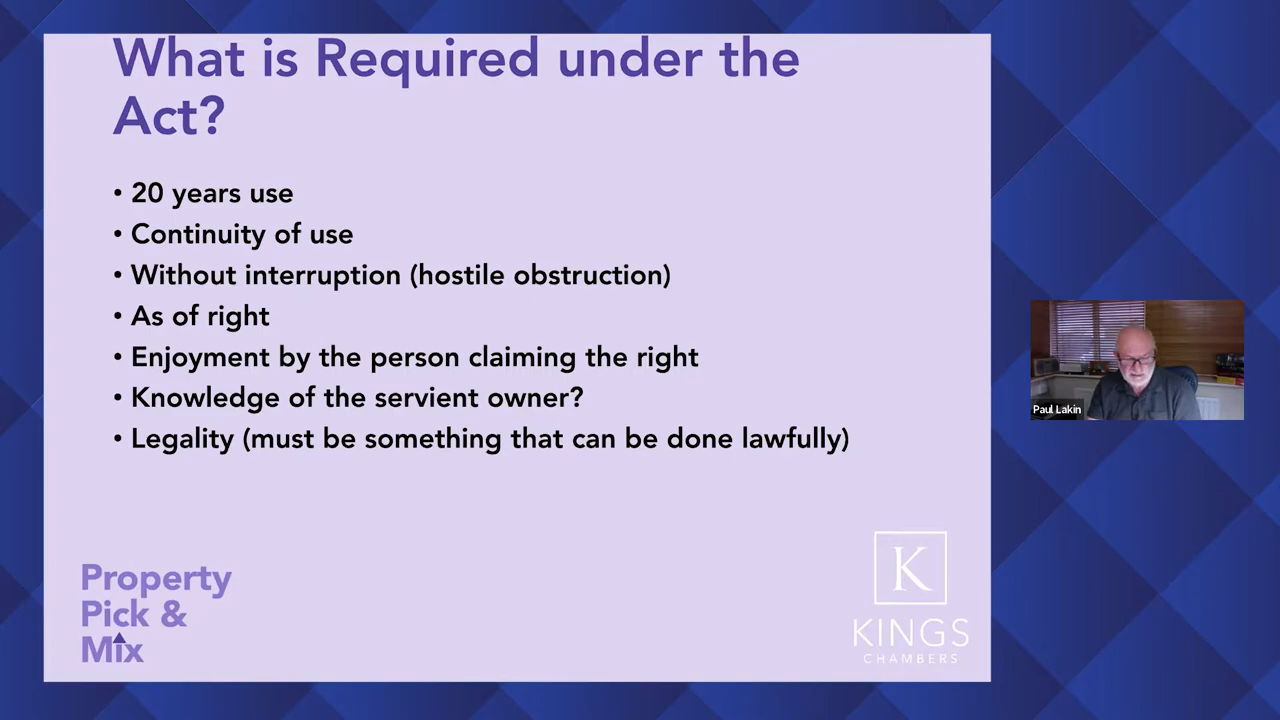 What is Required under the
Act?
• 20 years use
• Continuity of use
• Without interruption (hostile obstruction)
• As of right
• Enjoyment by the person claiming the right
• Knowledge of the servient owner?
• Legality (must be something that can be done lawfully)
Paul Lakin
Property
Pick &
Mix
K
KINGS
CHAMBERS